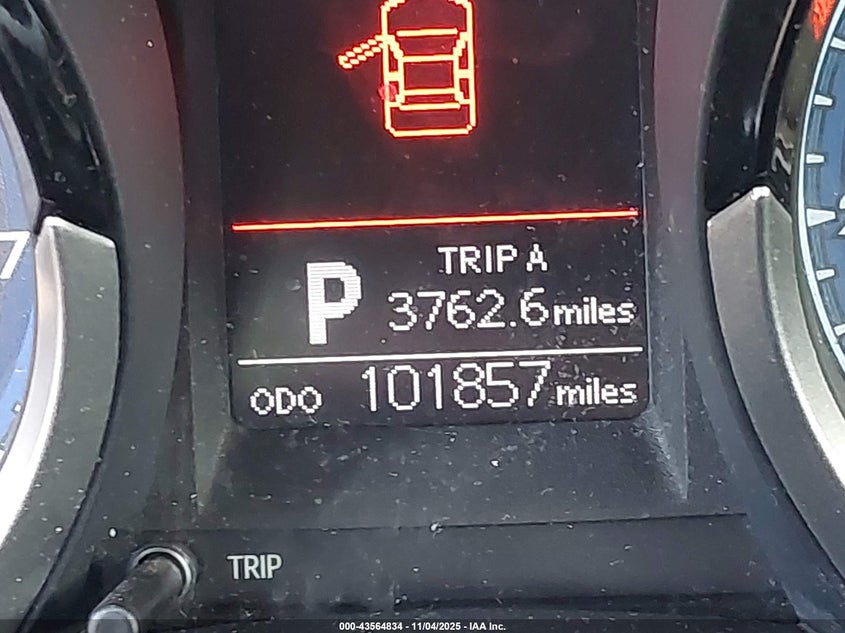 TRIP A
P 3762.6 miles
ODO 101857 miles
TRIP
000-43564834 - 11/04/2025 - IAA Inc.